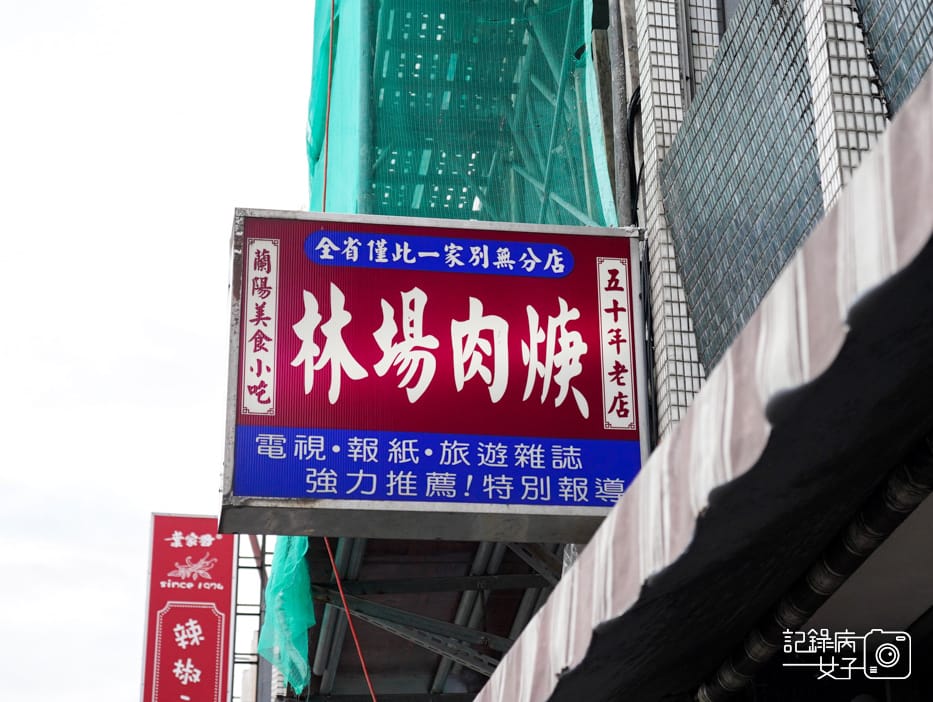 全省僅此一家別無分店
蘭陽美食小吃
林場肉焿
五十年老店
電視・報紙・旅遊雜誌
強力推薦!特別報導
since 1974
辣椒
記錄病
女子